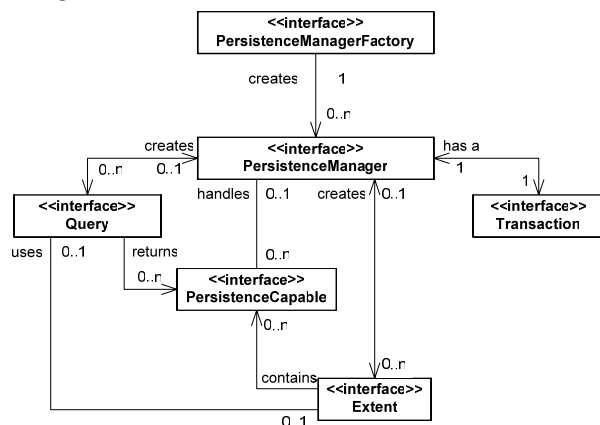 <<interface>>
PersistenceManagerFactory
creates 1
0..n
creates
0..n 0..1
<<interface>>
PersistenceManager
has a
1
1
handles 0..1
creates 0..1
<<interface>>
Query
<<interface>>
Transaction
uses 0..1
returns
0..n
0..n
<<interface>>
PersistenceCapable
0..n
0..n
contains
<<interface>>
Extent
0..1